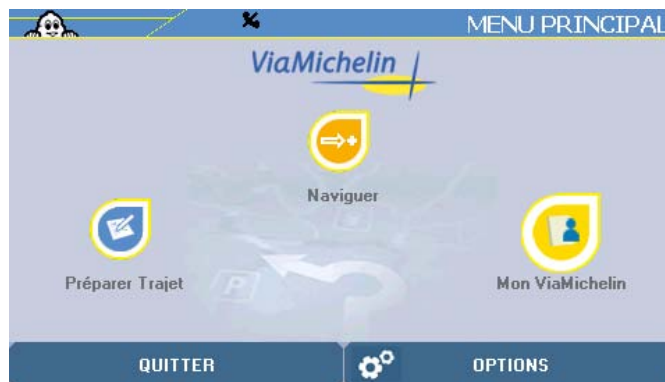 MENU PRINCIPAL
ViaMichelin
Naviguer
Préparer Trajet
Mon ViaMichelin
P
QUITTER
OPTIONS